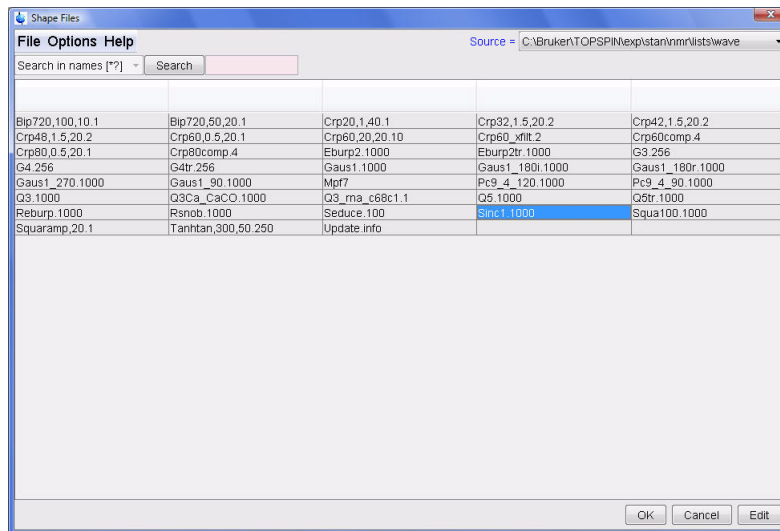 Shape Files
File Options Help Source = C:\Bruker\TOPSPIN\exp\stan\nmr\lists\wave
Search in names [*?] Search
Bip720,100,10.1 Bip720,50,20.1 Crp20,1,40.1 Crp32,1.5,20.2 Crp42,1.5,20.2
Crp48,1.5,20.2 Crp60,0.5,20.1 Crp60,20,20.10 Crp60_xfilt.2 Crp60comp.4
Crp80,0.5,20.1 Crp80comp.4 Eburp2.1000 Eburp2tr.1000 G3.256
G4.256 G4tr.256 Gaus1.1000 Gaus1_180i.1000 Gaus1_180r.1000
Gaus1_270.1000 Gaus1_90.1000 Mpf7 Pc9_4_120.1000 Pc9_4_90.1000
Q3.1000 Q3Ca_CaCO.1000 Q3_rna_c68c1.1 Q5.1000 Q5tr.1000
Reburp.1000 Rsnob.1000 Seduce.100 Sinc1.1000 Squa100.1000
Squaramp,20.1 Tanhtan,300,50.250 Update.info
OK Cancel Edit